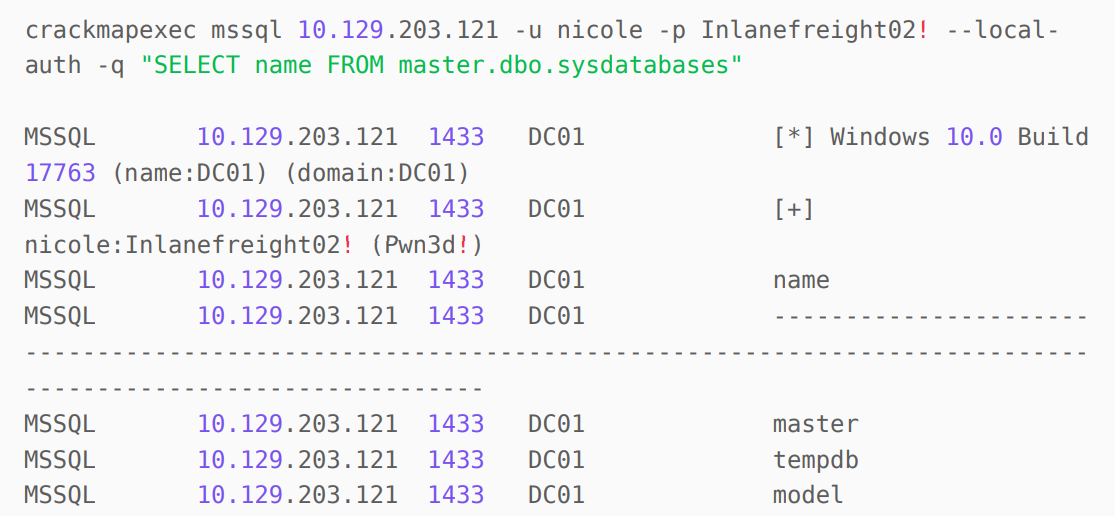 crackmapexec mssql 10.129.203.121 -u nicole -p Inlanefreight02! --local-
auth -q "SELECT name FROM master.dbo.sysdatabases"
MSSQL 10.129.203.121 1433 DC01 [*] Windows 10.0 Build
17763 (name:DC01) (domain:DC01)
MSSQL 10.129.203.121 1433 DC01 [+]
nicole:Inlanefreight02! (Pwn3d!)
MSSQL 10.129.203.121 1433 DC01 name
MSSQL 10.129.203.121 1433 DC01 ----------------------
--------------------------------------------------------------------------
--------------------------------
MSSQL 10.129.203.121 1433 DC01 master
MSSQL 10.129.203.121 1433 DC01 tempdb
MSSQL 10.129.203.121 1433 DC01 model